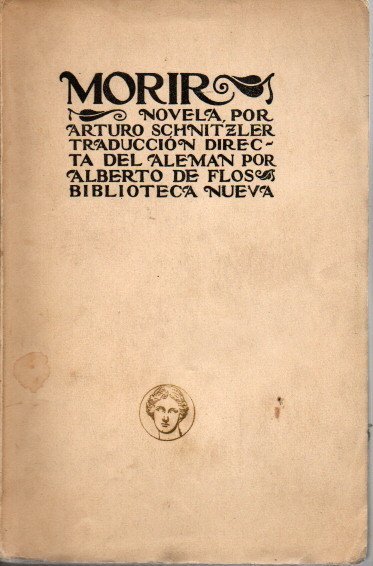 MORIR
NOVELA, POR
ARTURO SCHNITZLER
TRADUCCIÓN DIREC-
TA DEL ALEMAN POR
ALBERTO DE FLOS
BIBLIOTECA NUEVA